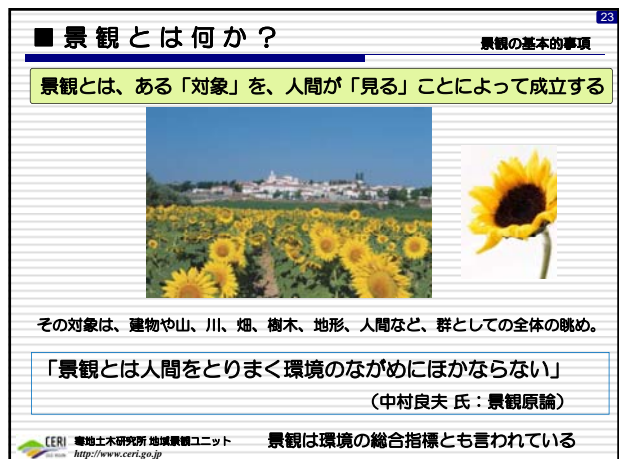 23
■景観とは何か？
景観の基本的事項
景観とは、ある「対象」を、人間が「見る」ことによって成立する
その対象は、建物や山、川、畑、樹木、地形、人間など、群としての全体の眺め。
「景観とは人間をとりまく環境のながめにほかならない」
（中村良夫 氏：景観原論）
CERI 寒地土木研究所 地域景観ユニット
http://www.ceri.go.jp
景観は環境の総合指標とも言われている